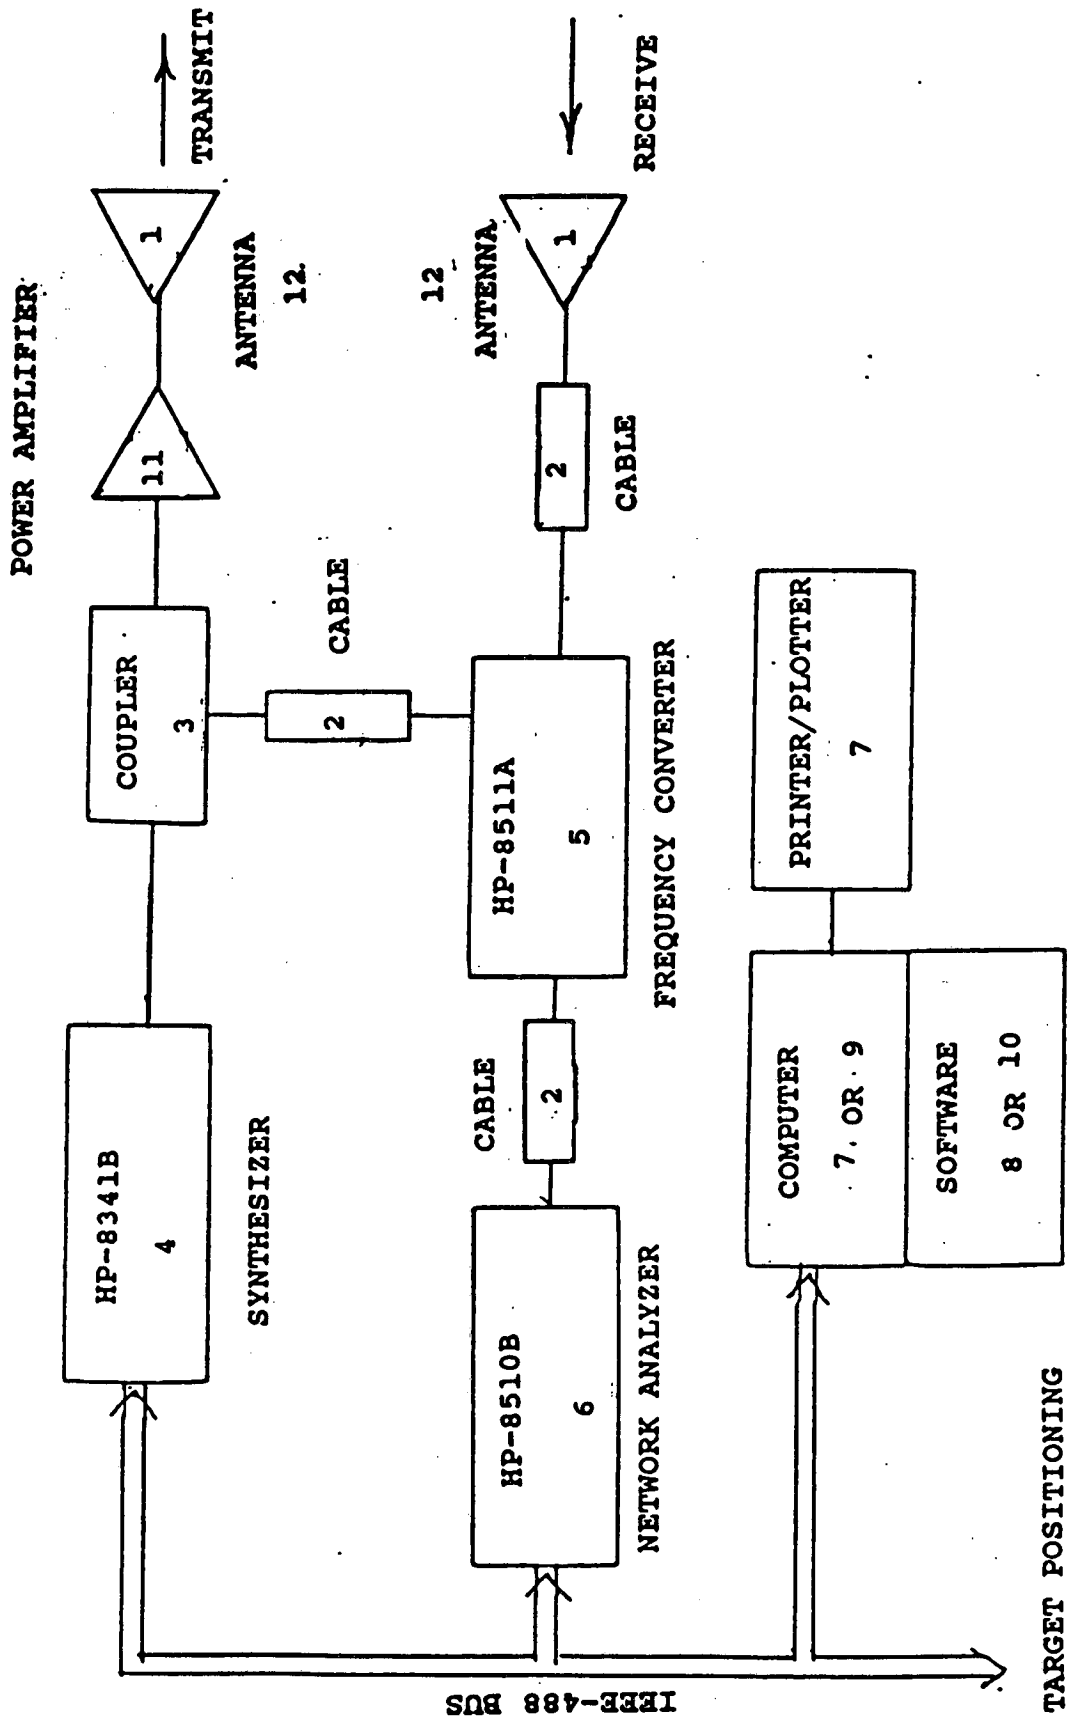 POWER AMPLIFIER
HP-8341B
4
SYNTHESIZER
COUPLER
3
11
1
TRANSMIT
ANTENNA
12.
CABLE
2
HP-8510B
6
NETWORK ANALYZER
CABLE
2
HP-8511A
5
FREQUENCY CONVERTER
2
CABLE
12
ANTENNA
1
RECEIVE
IEEE-488 BUS
COMPUTER
7. OR 9
SOFTWARE
8 OR 10
PRINTER/PLOTTER
7
TARGET POSITIONING